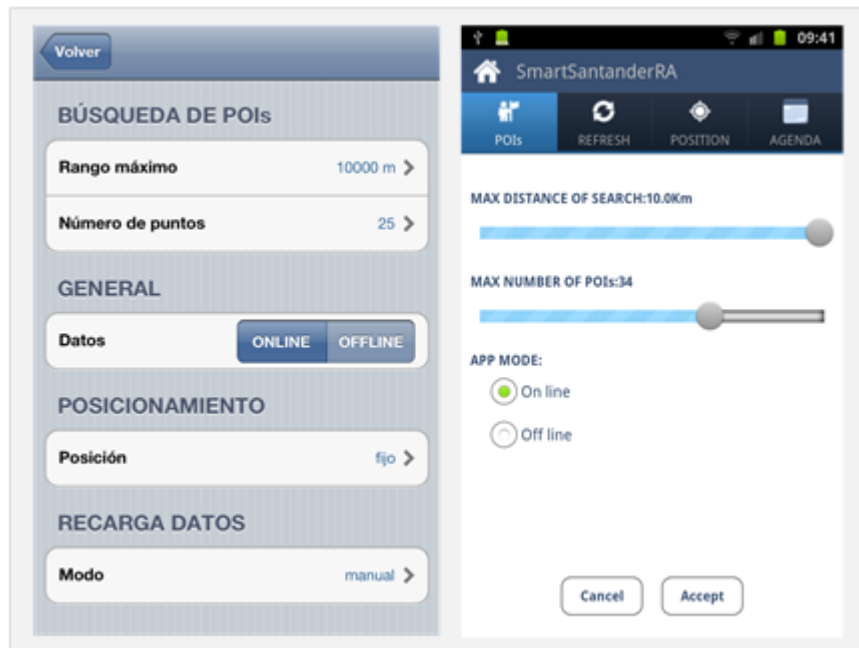 Volver
BÚSQUEDA DE POIs
Rango máximo 10000 m
Número de puntos 25
GENERAL
Datos ONLINE OFFLINE
POSICIONAMIENTO
Posición fijo
RECARGA DATOS
Modo manual
09:41
SmartSantanderRA
POIs REFRESH POSITION AGENDA
MAX DISTANCE OF SEARCH:10.0Km
MAX NUMBER OF POIs:34
APP MODE:
On line
Off line
Cancel Accept